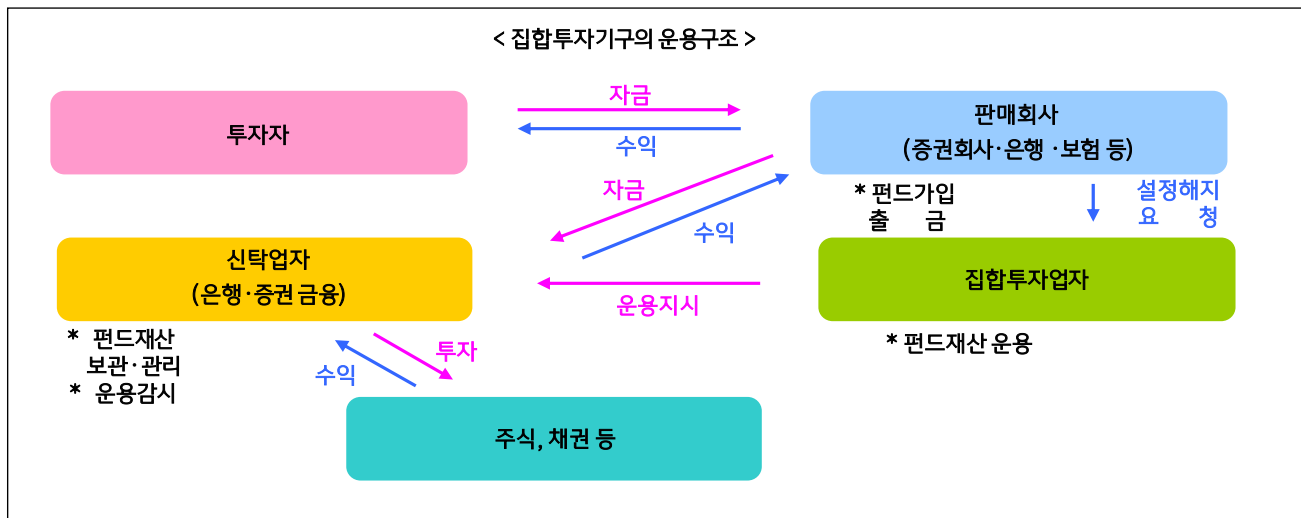 < 집합투자기구의 운용구조 >
자금
투자자
수익
판매회사
(증권회사·은행 ·보험 등)
자금
수익
* 펀드가입
출 금
설정해지
요 청
신탁업자
(은행·증권 금융)
운용지시
집합투자업자
* 펀드재산
보관·관리
* 운용감시
투자
수익
* 펀드재산 운용
주식, 채권 등